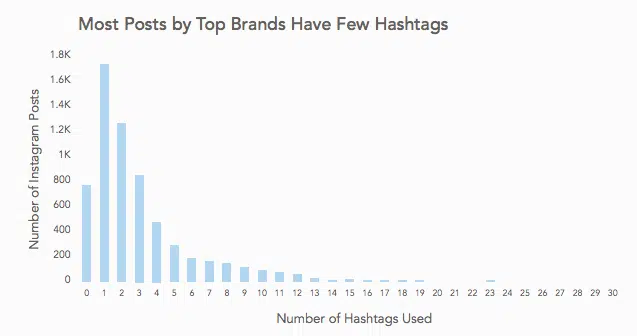 Most Posts by Top Brands Have Few Hashtags
Number of Instagram Posts
1.8K
1.6K
1.4K
1.2K
1K
800
600
400
200
0
0 1 2 3 4 5 6 7 8 9 10 11 12 13 14 15 16 17 18 19 20 21 22 23 24 25 26 27 28 29 30
Number of Hashtags Used